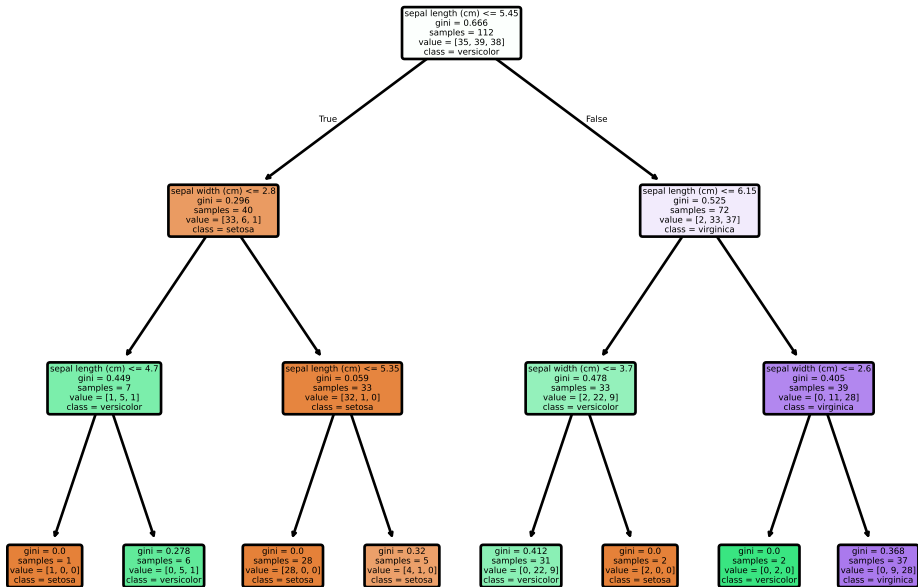 sepal length (cm) <= 5.45
gini = 0.666
samples = 112
value = [35, 39, 38]
class = versicolor
True
False
sepal width (cm) <= 2.8
gini = 0.296
samples = 40
value = [33, 6, 1]
class = setosa
sepal length (cm) <= 6.15
gini = 0.525
samples = 72
value = [2, 33, 37]
class = virginica
sepal length (cm) <= 4.7
gini = 0.449
samples = 7
value = [1, 5, 1]
class = versicolor
sepal length (cm) <= 5.35
gini = 0.059
samples = 33
value = [32, 1, 0]
class = setosa
sepal width (cm) <= 3.7
gini = 0.478
samples = 33
value = [2, 22, 9]
class = versicolor
sepal width (cm) <= 2.6
gini = 0.405
samples = 39
value = [0, 11, 28]
class = virginica
gini = 0.0
samples = 1
value = [1, 0, 0]
class = setosa
gini = 0.278
samples = 6
value = [0, 5, 1]
class = versicolor
gini = 0.0
samples = 28
value = [28, 0, 0]
class = setosa
gini = 0.32
samples = 5
value = [4, 1, 0]
class = setosa
gini = 0.412
samples = 31
value = [0, 22, 9]
class = versicolor
gini = 0.0
samples = 2
value = [2, 0, 0]
class = setosa
gini = 0.0
samples = 2
value = [0, 2, 0]
class = versicolor
gini = 0.368
samples = 37
value = [0, 9, 28]
class = virginica